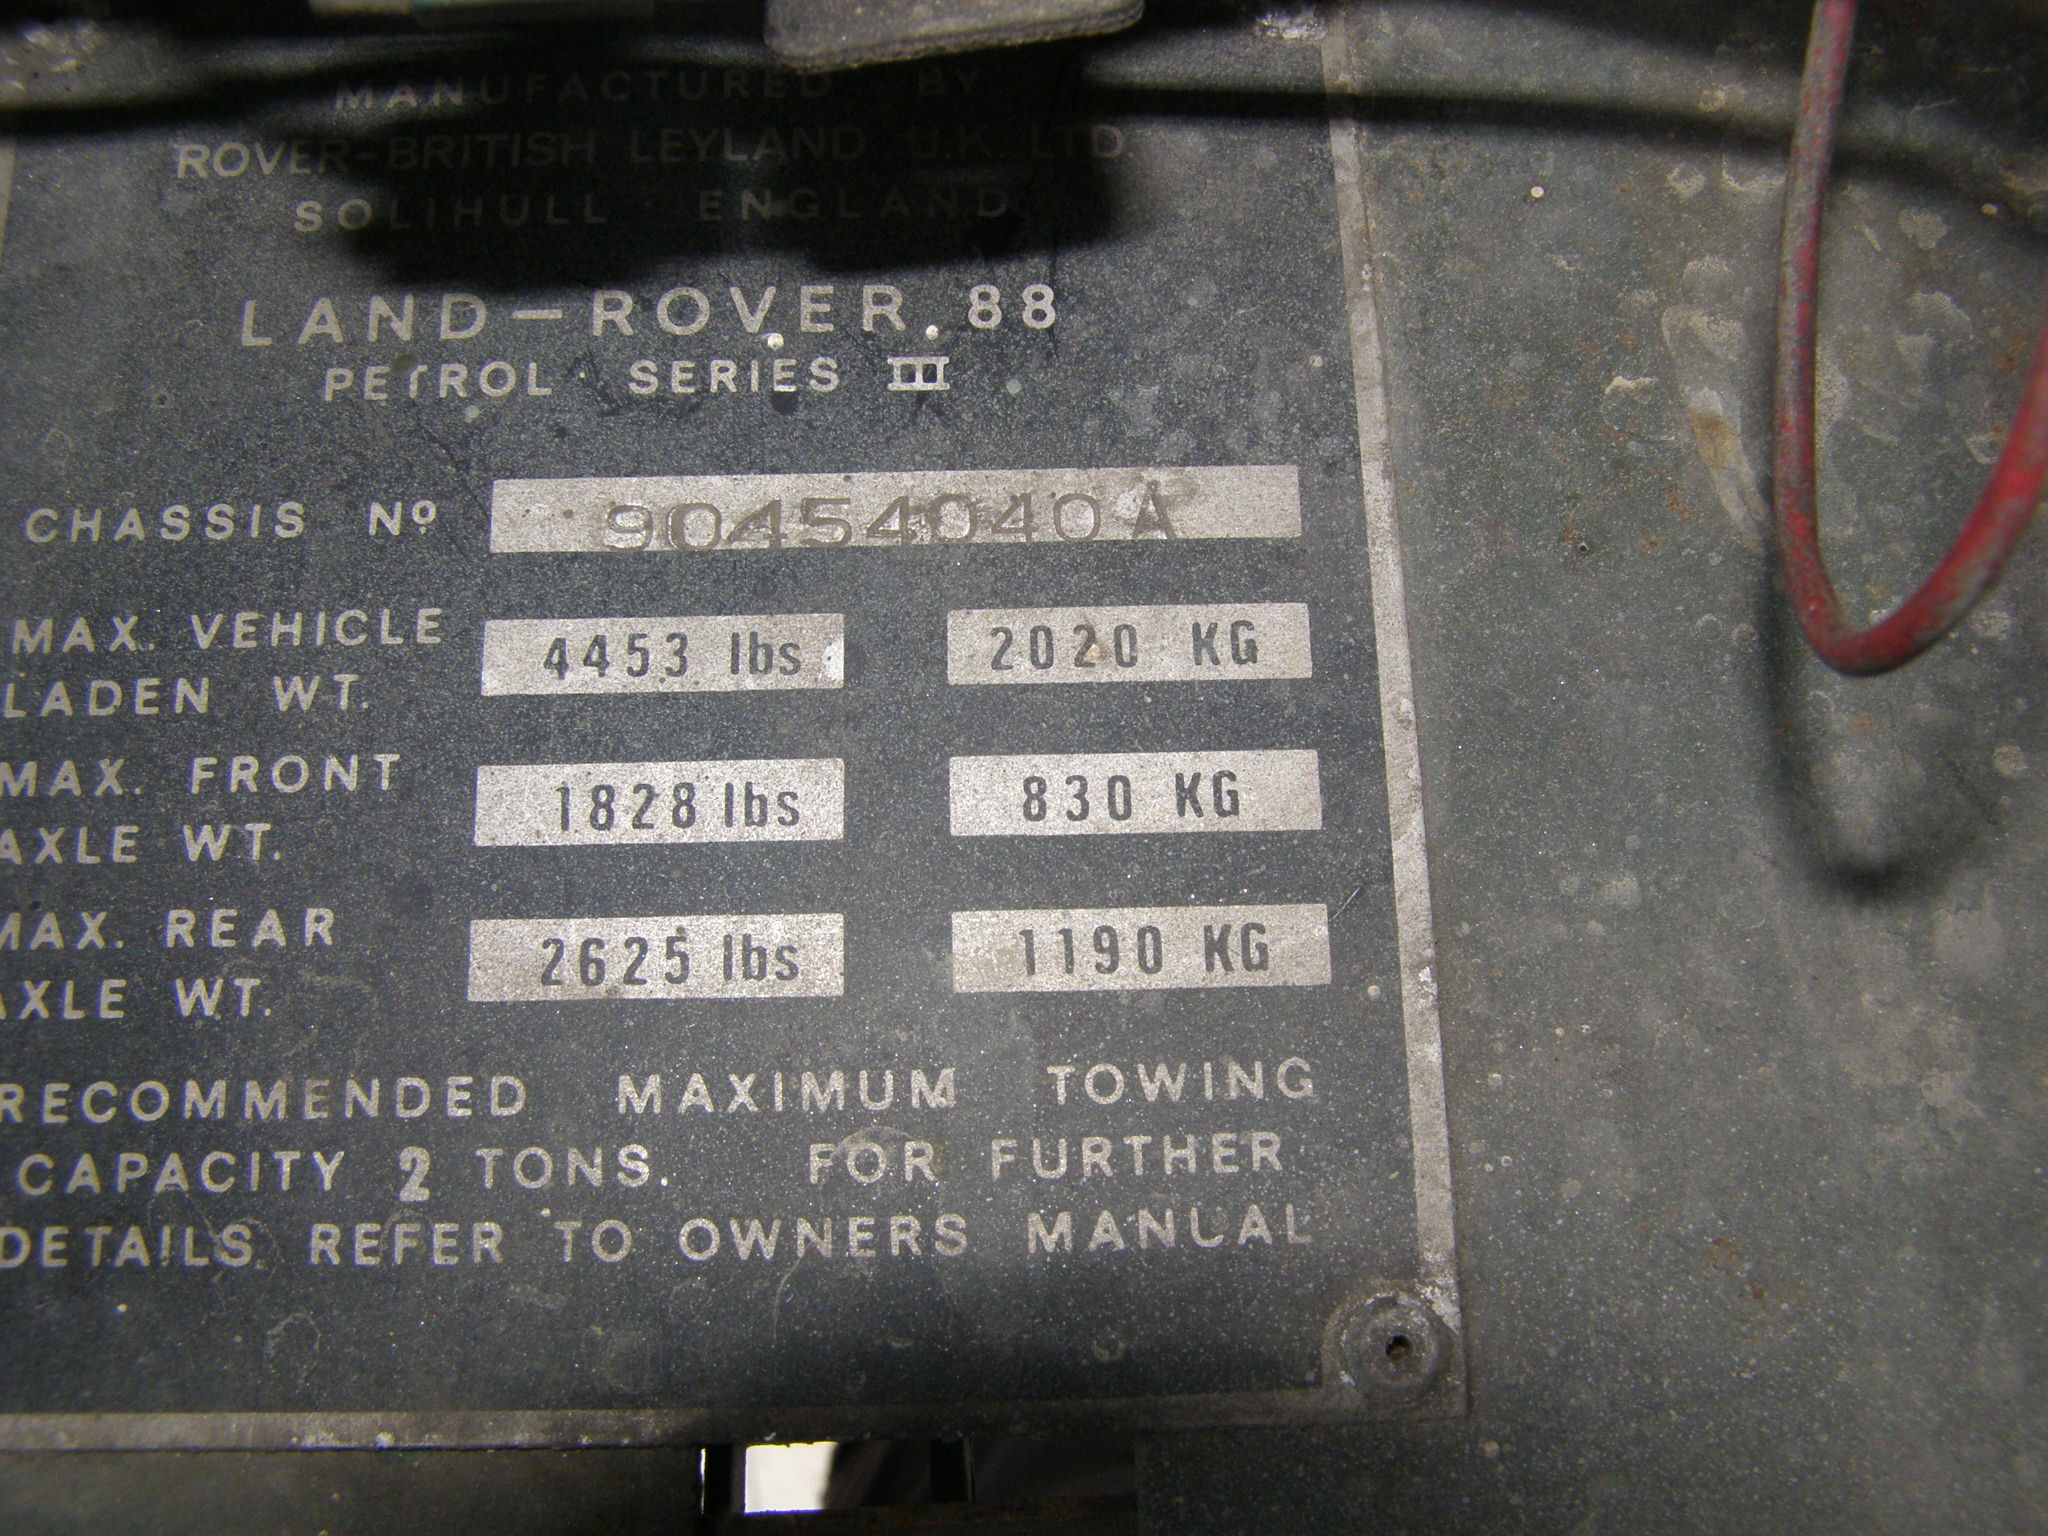 MANUFACTURED BY
ROVER-BRITISH LEYLAND U.K. LTD.
SOLIHULL ENGLAND
LAND-ROVER 88
PETROL SERIES III
CHASSIS Nº 90454040A
MAX. VEHICLE
LADEN WT. 4453 lbs 2020 KG
MAX. FRONT
AXLE WT. 1828 lbs 830 KG
MAX. REAR
AXLE WT. 2625 lbs 1190 KG
RECOMMENDED MAXIMUM TOWING
CAPACITY 2 TONS. FOR FURTHER
DETAILS REFER TO OWNERS MANUAL